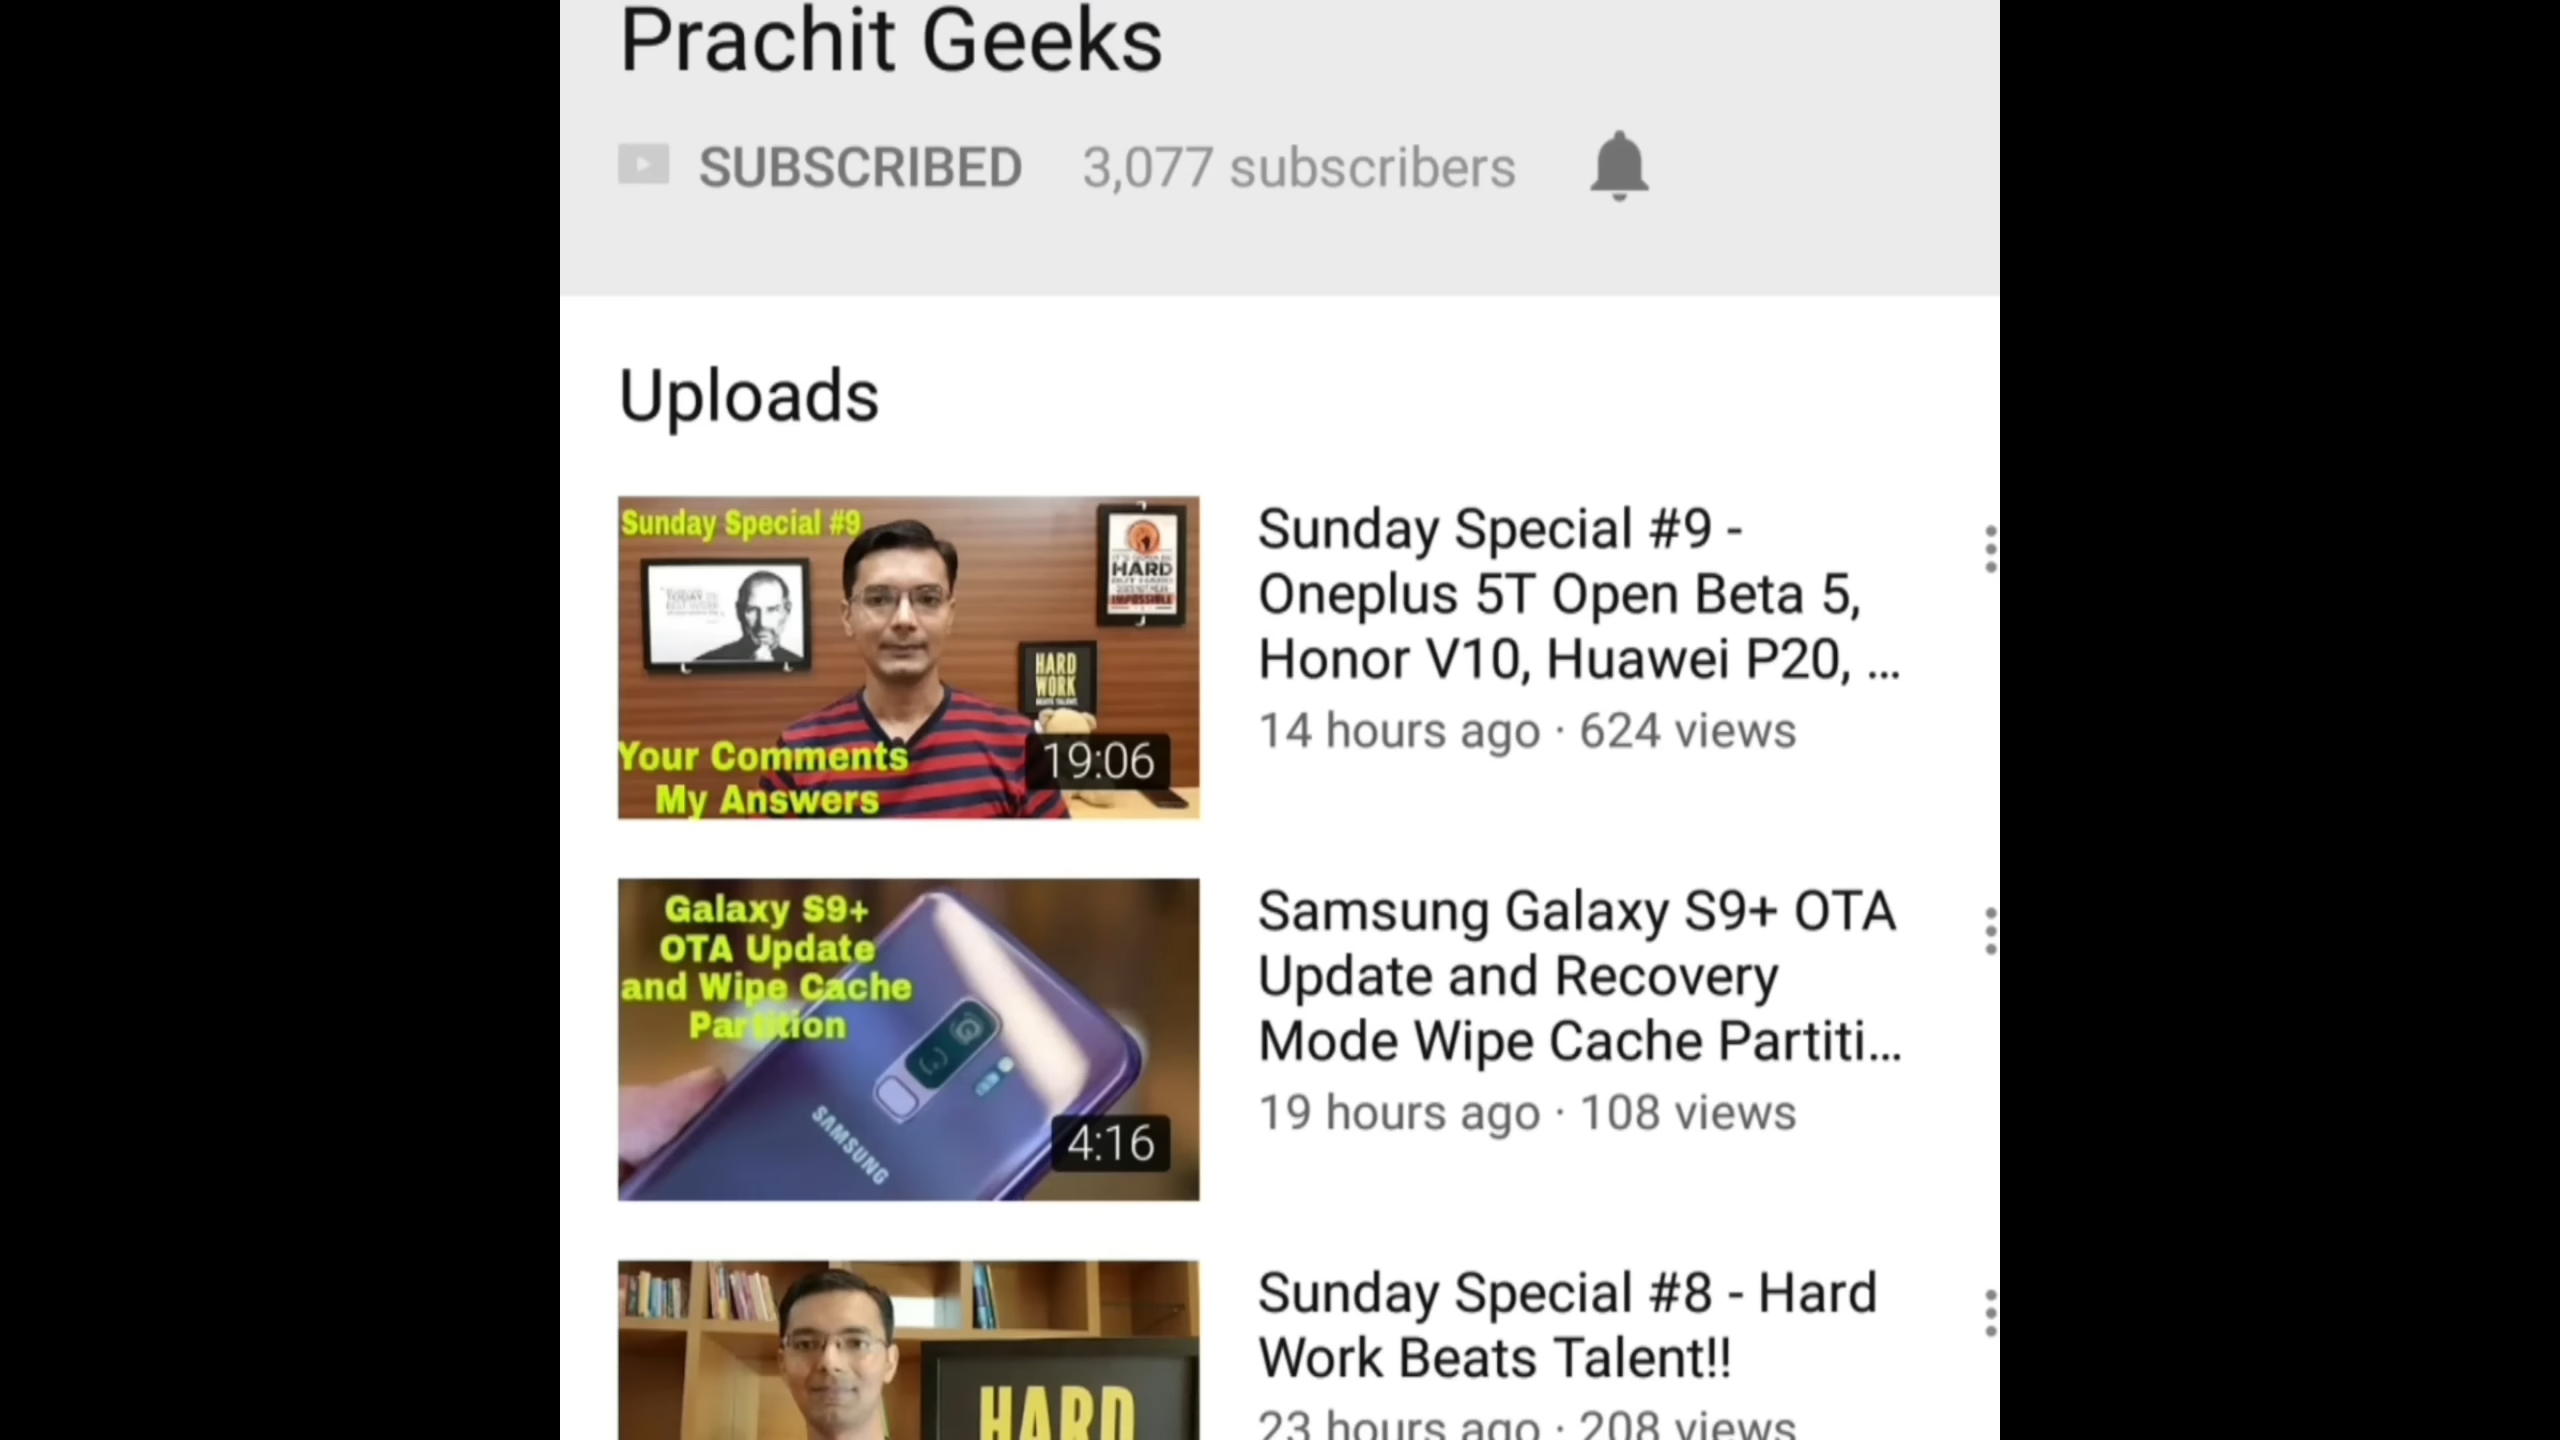 Prachit Geeks
SUBSCRIBED 3,077 subscribers
Uploads
Sunday Special #9
HARD
IMPOSSIBLE
HARD
WORK
BEATS TALENT
Your Comments
My Answers
19:06
Sunday Special #9 -
Oneplus 5T Open Beta 5,
Honor V10, Huawei P20, ...
14 hours ago · 624 views
Galaxy S9+
OTA Update
and Wipe Cache
Partition
SAMSUNG
4:16
Samsung Galaxy S9+ OTA
Update and Recovery
Mode Wipe Cache Partiti...
19 hours ago · 108 views
HARD
Sunday Special #8 - Hard
Work Beats Talent!!
23 hours ago · 208 views